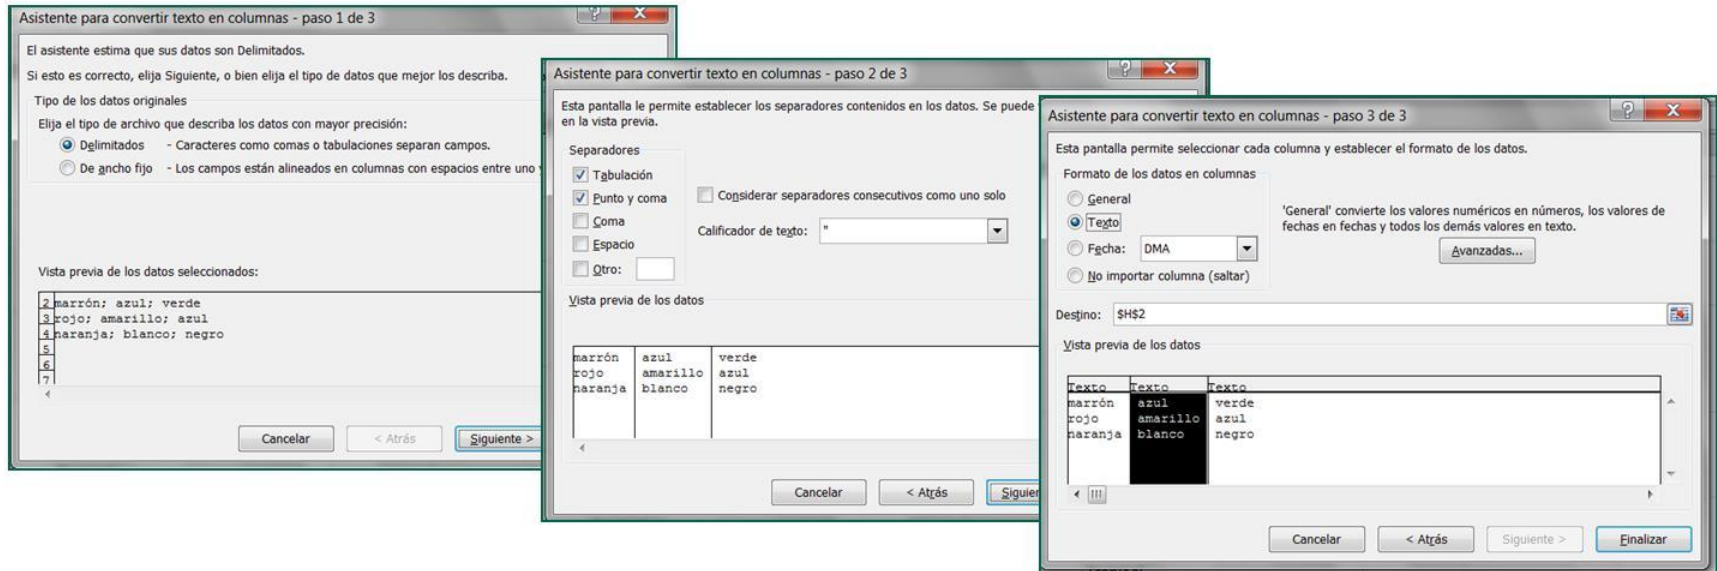 Asistente para convertir texto en columnas - paso 1 de 3
El asistente estima que sus datos son Delimitados.
Si esto es correcto, elija Siguiente, o bien elija el tipo de datos que mejor los describa.
Tipo de los datos originales
Elija el tipo de archivo que describa los datos con mayor precisión:
Delimitados - Caracteres como comas o tabulaciones separan campos.
De ancho fijo - Los campos están alineados en columnas con espacios entre uno y
Vista previa de los datos seleccionados:
2 marrón; azul; verde
3 rojo; amarillo; azul
4 naranja; blanco; negro
5
6
7
Cancelar < Atrás Siguiente >
Asistente para convertir texto en columnas - paso 2 de 3
Esta pantalla le permite establecer los separadores contenidos en los datos. Se puede
en la vista previa.
Separadores
Tabulación
Punto y coma
Coma
Espacio
Otro:
Considerar separadores consecutivos como uno solo
Calificador de texto: "
Vista previa de los datos
marrón azul verde
rojo amarillo azul
naranja blanco negro
Cancelar < Atrás Siguien
Asistente para convertir texto en columnas - paso 3 de 3
Esta pantalla permite seleccionar cada columna y establecer el formato de los datos.
Formato de los datos en columnas
General
Texto
Fecha: DMA
No importar columna (saltar)
'General' convierte los valores numéricos en números, los valores de
fechas en fechas y todos los demás valores en texto.
Avanzadas...
Destino: $H$2
Vista previa de los datos
Texto Texto Texto
marrón azul verde
rojo amarillo azul
naranja blanco negro
Cancelar < Atrás Siguiente > Finalizar